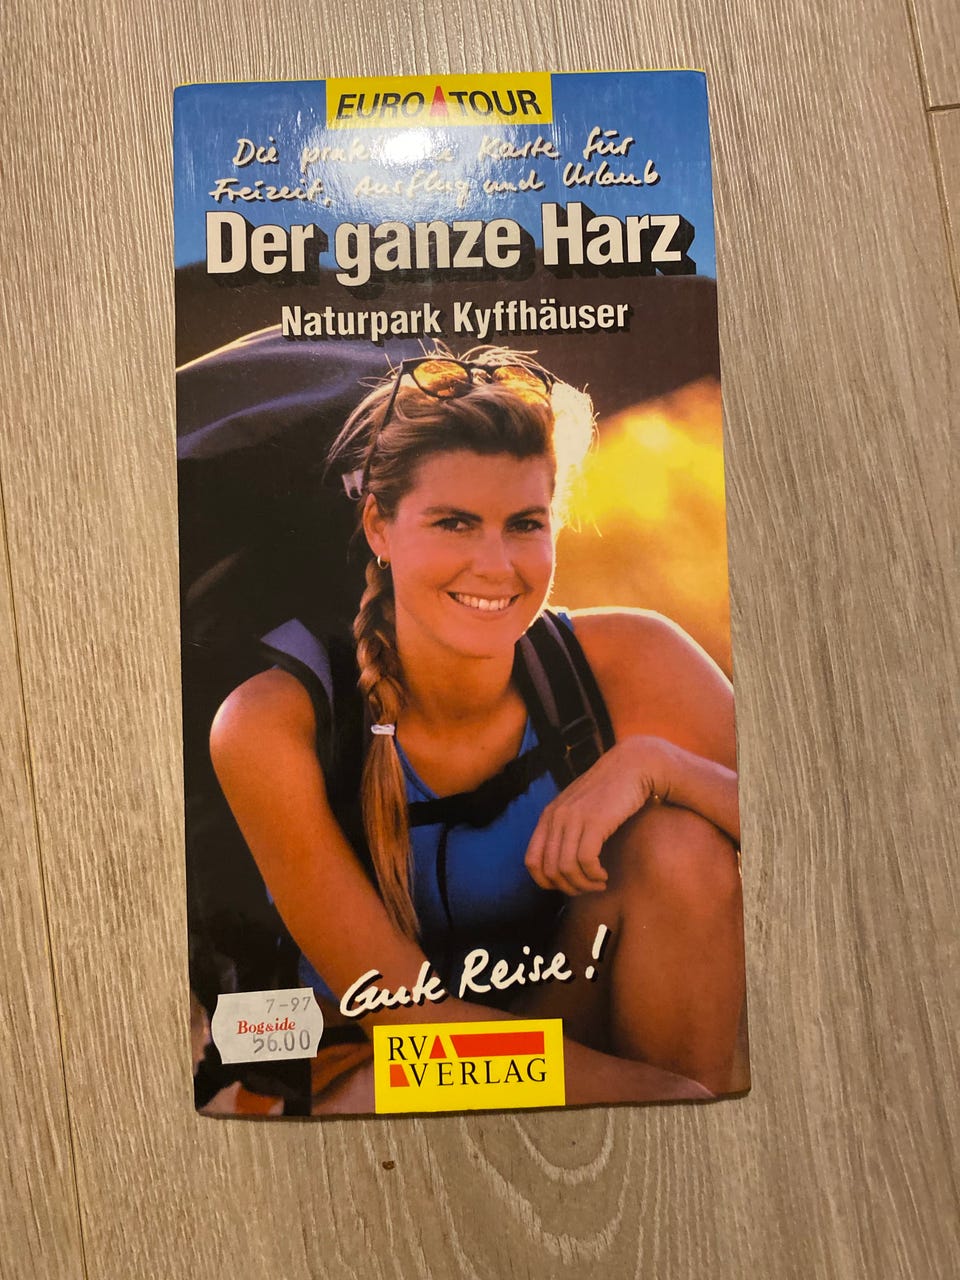 EURO TOUR
Die praktische Karte für
Freizeit, Ausflug und Urlaub
Der ganze Harz
Naturpark Kyffhäuser
Gute Reise!
7-97
Bog&ide
56.00
RV
VERLAG